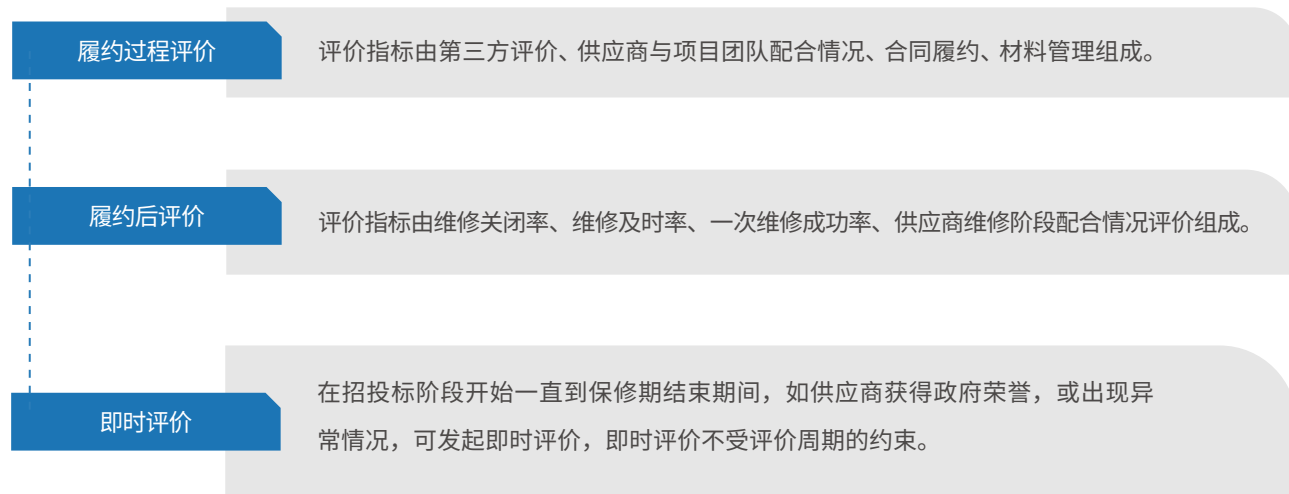 履约过程评价
评价指标由第三方评价、供应商与项目团队配合情况、合同履约、材料管理组成。
履约后评价
评价指标由维修关闭率、维修及时率、一次维修成功率、供应商维修阶段配合情况评价组成。
即时评价
在招投标阶段开始一直到保修期结束期间，如供应商获得政府荣誉，或出现异
常情况，可发起即时评价，即时评价不受评价周期的约束。